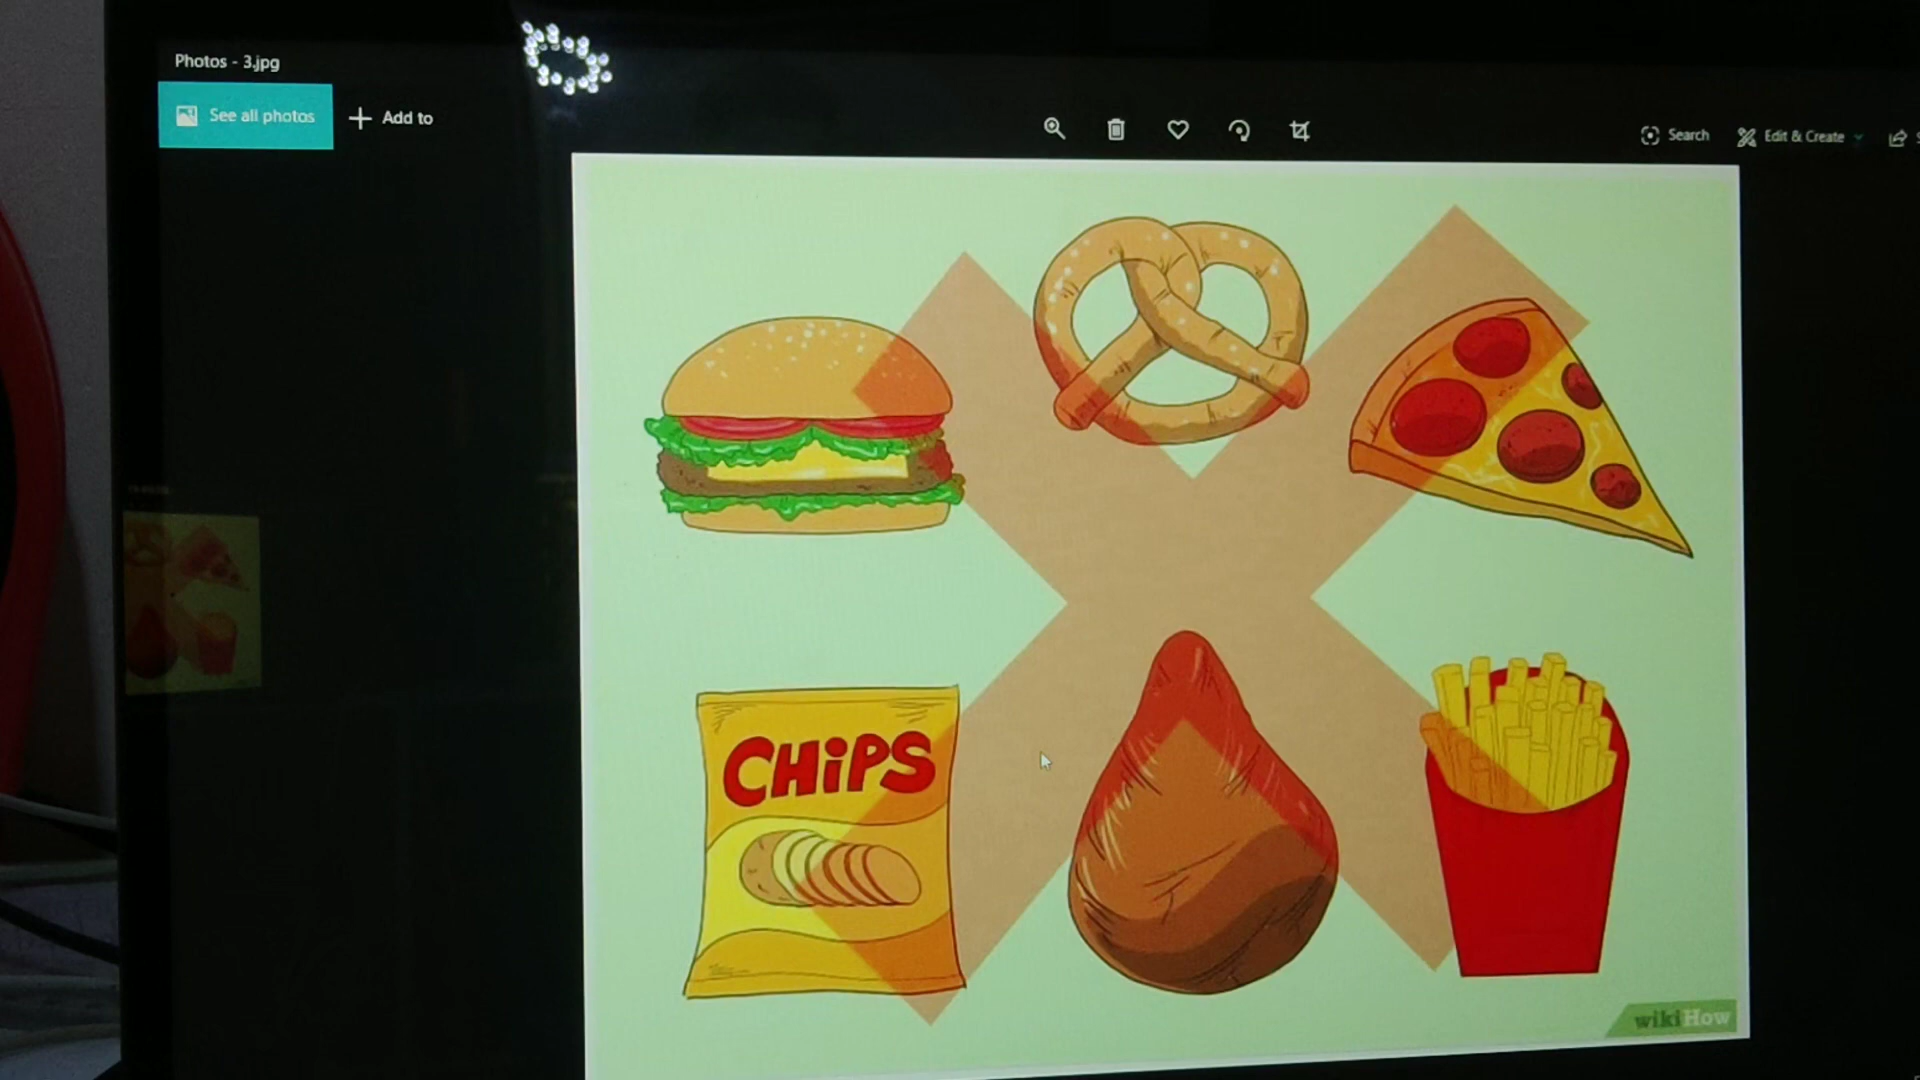 Photos - 3.jpg
See all photos
Add to
Search
Edit & Create
CHiPS
wikiHow